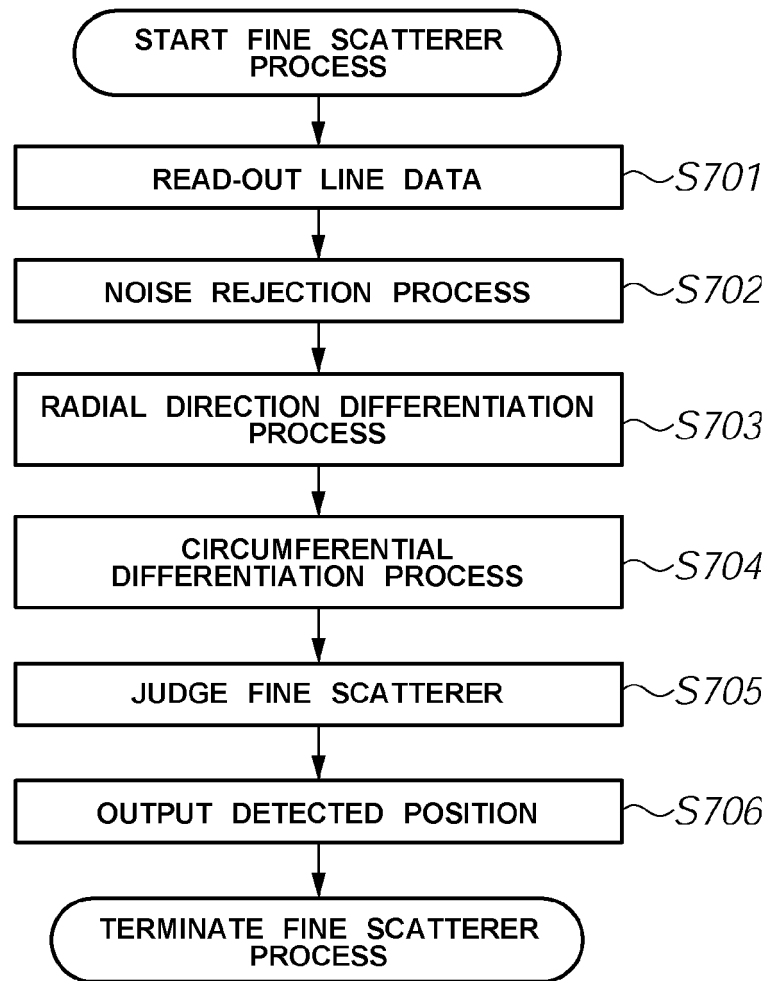 START FINE SCATTERER
PROCESS
READ-OUT LINE DATA
S701
NOISE REJECTION PROCESS
S702
RADIAL DIRECTION DIFFERENTIATION
PROCESS
S703
CIRCUMFERENTIAL
DIFFERENTIATION PROCESS
S704
JUDGE FINE SCATTERER
S705
OUTPUT DETECTED POSITION
S706
TERMINATE FINE SCATTERER
PROCESS